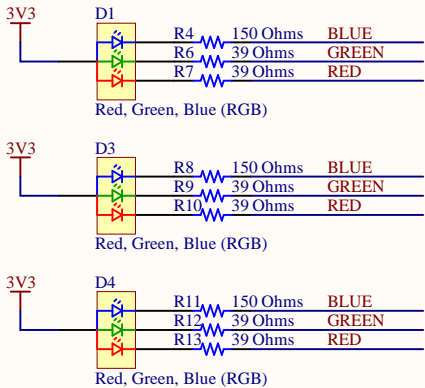 3V3 D1
R4 150 Ohms BLUE
R6 39 Ohms GREEN
R7 39 Ohms RED
Red, Green, Blue (RGB)
3V3 D3
R8 150 Ohms BLUE
R9 39 Ohms GREEN
R10 39 Ohms RED
Red, Green, Blue (RGB)
3V3 D4
R11 150 Ohms BLUE
R12 39 Ohms GREEN
R13 39 Ohms RED
Red, Green, Blue (RGB)